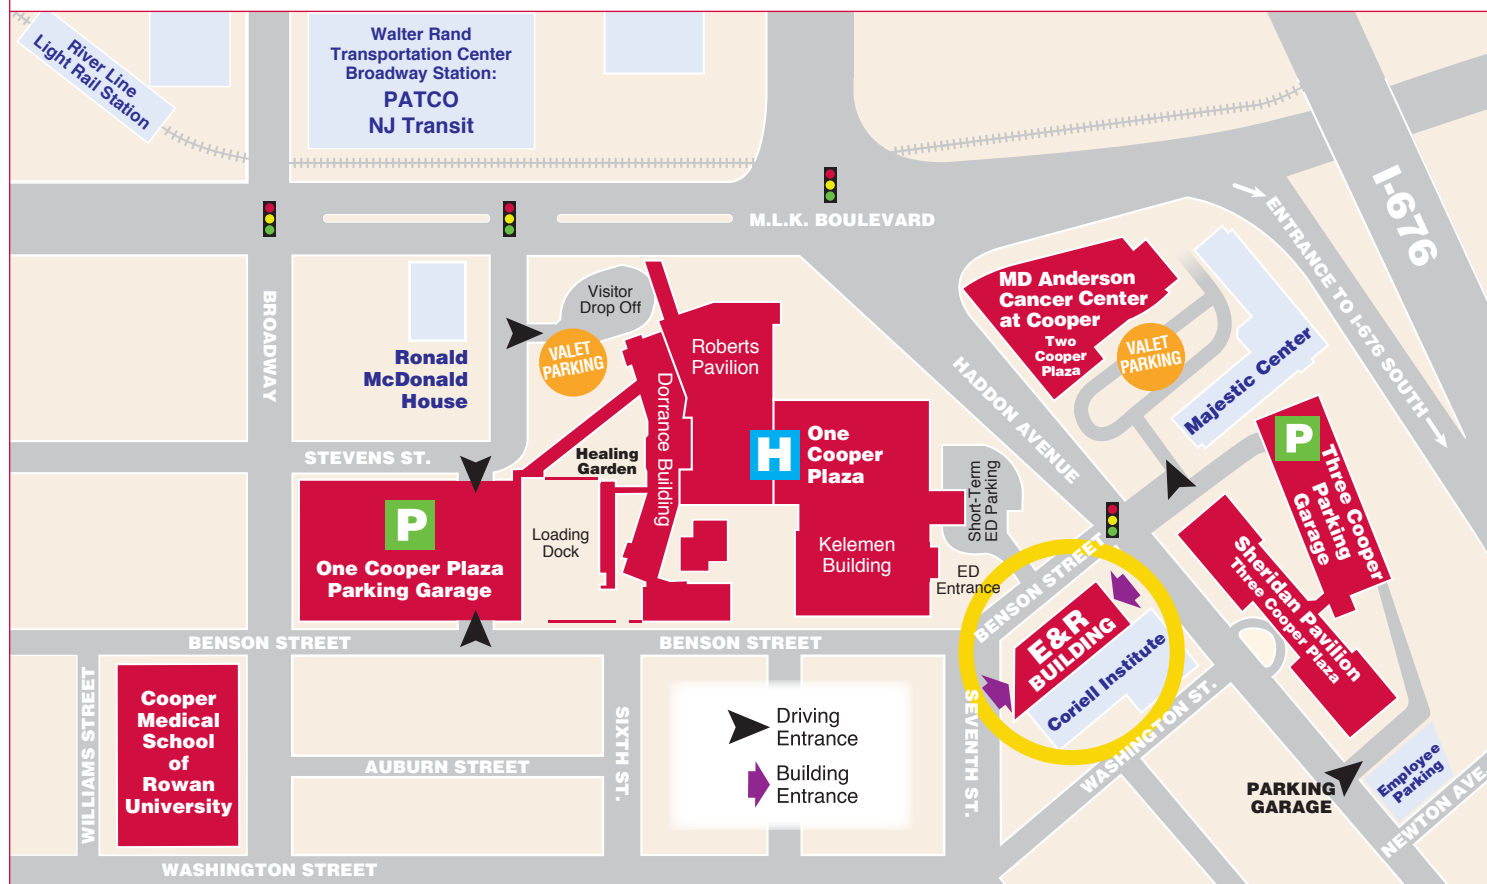 River Line
Light Rail Station
Walter Rand
Transportation Center
Broadway Station:
PATCO
NJ Transit
I-676
ENTRANCE TO I-676 SOUTH
M.L.K. BOULEVARD
BROADWAY
Ronald
McDonald
House
Visitor
Drop Off
VALET
PARKING
Roberts
Pavilion
Dorrance Building
MD Anderson
Cancer Center
at Cooper
Two
Cooper
Plaza
VALET
PARKING
Majestic Center
HADDON AVENUE
STEVENS ST.
Healing
Garden
H
One
Cooper
Plaza
P
Three Cooper
Parking
Garage
P
One Cooper Plaza
Parking Garage
Loading
Dock
Kelemen
Building
Short-Term
ED Parking
ED
Entrance
BENSON STREET
Sheridan Pavilion
Three Cooper Plaza
BENSON STREET
BENSON STREET
E&R
BUILDING
Coriell Institute
WILLIAMS STREET
Cooper
Medical
School
of
Rowan
University
SIXTH ST.
SEVENTH ST.
WASHINGTON ST.
Driving
Entrance
Building
Entrance
AUBURN STREET
PARKING
GARAGE
Employee
Parking
NEWTON AVE
WASHINGTON STREET